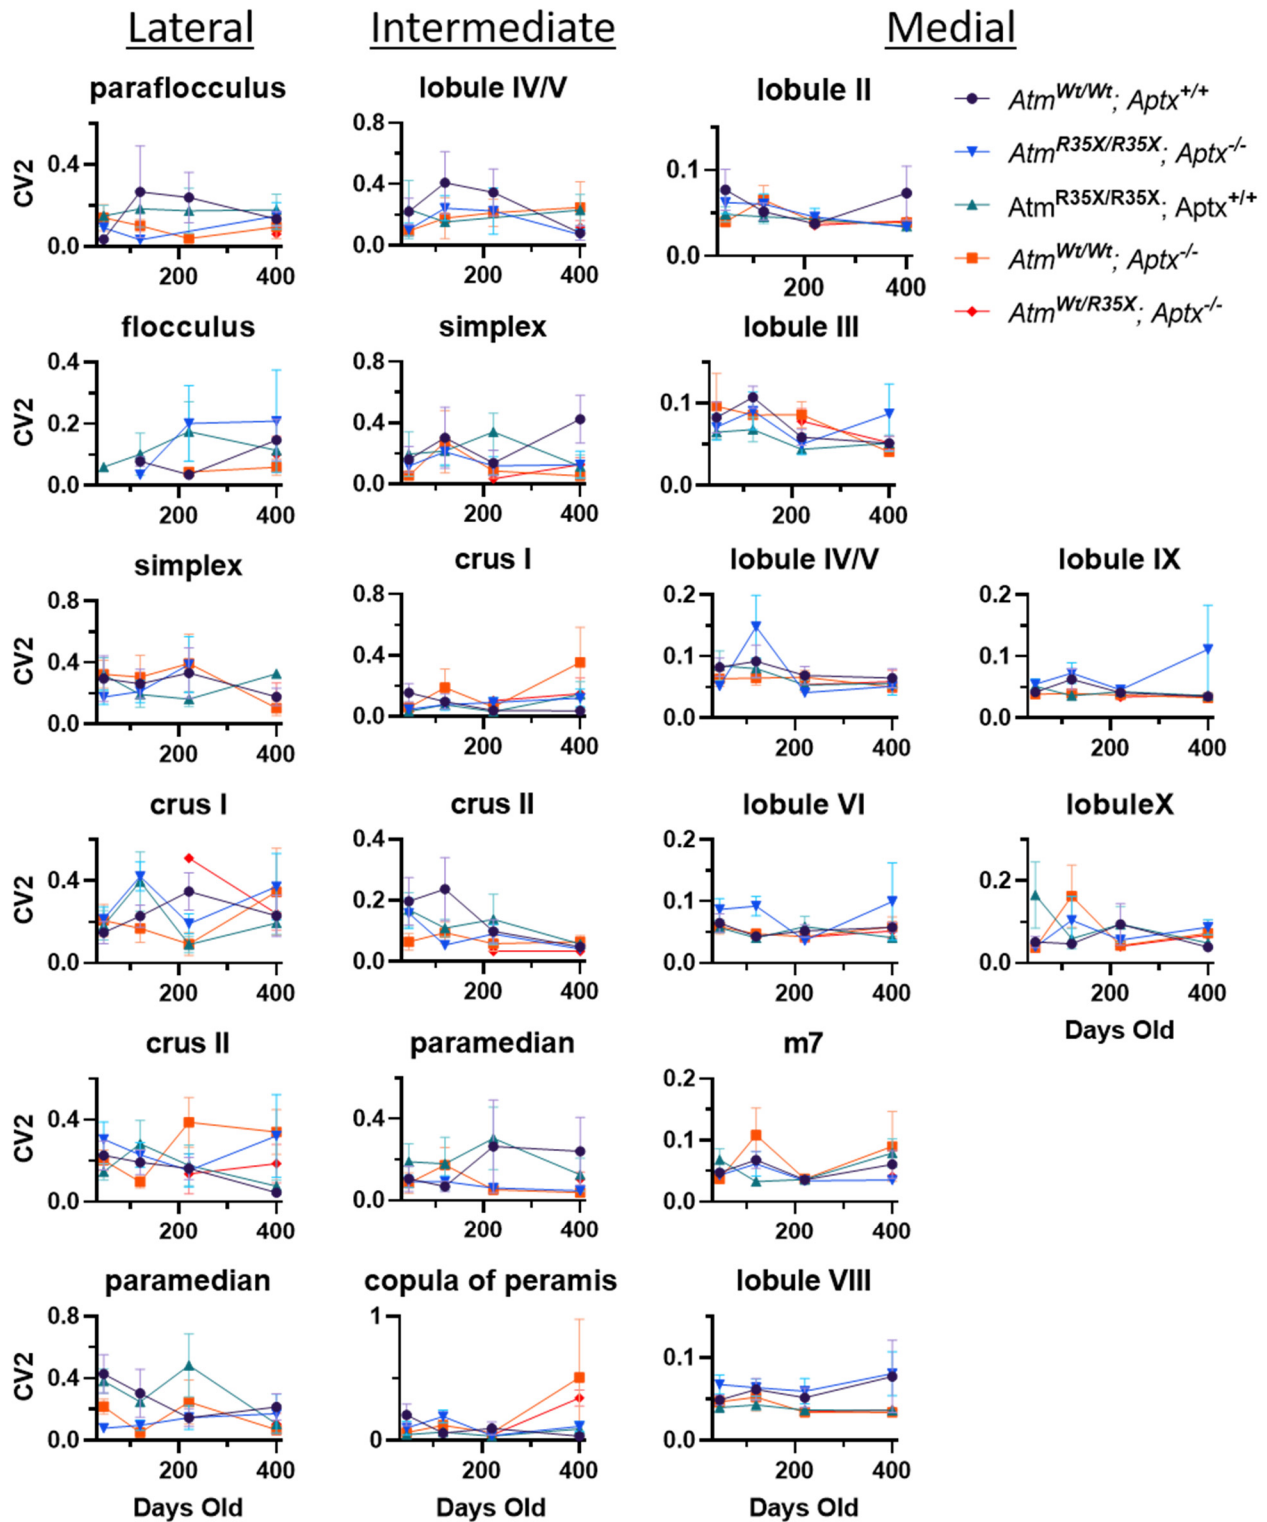 Lateral
Intermediate
Medial
paraflocculus
lobule IV/V
lobule II
Atm^Wt/Wt; Aptx^+/+
Atm^R35X/R35X; Aptx^-/-
Atm^R35X/R35X; Aptx^+/+
Atm^Wt/Wt; Aptx^-/-
Atm^Wt/R35X; Aptx^-/-
CV2
0.4
0.0
200 400
0.8
0.4
0.0
200 400
0.1
0.0
200 400
flocculus
simplex
lobule III
CV2
0.4
0.2
0.0
200 400
0.8
0.4
0.0
200 400
0.1
0.0
200 400
simplex
crus I
lobule IV/V
lobule IX
CV2
0.8
0.4
0.0
200 400
0.8
0.4
0.0
200 400
0.2
0.1
0.0
200 400
0.2
0.1
0.0
200 400
crus I
crus II
lobule VI
lobuleX
CV2
0.4
0.0
200 400
0.4
0.2
0.0
200 400
0.2
0.1
0.0
200 400
0.2
0.0
200 400
Days Old
crus II
paramedian
m7
CV2
0.4
0.0
200 400
0.4
0.0
200 400
0.2
0.1
0.0
200 400
paramedian
copula of peramis
lobule VIII
CV2
0.8
0.4
0.0
200 400
Days Old
1
0
200 400
Days Old
0.1
0.0
200 400
Days Old